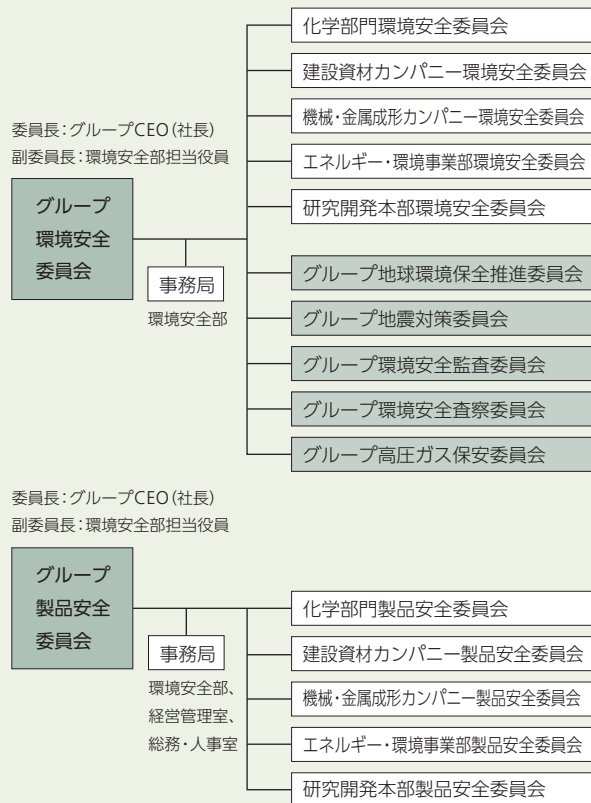 委員長：グループCEO（社長）
副委員長：環境安全部担当役員
グループ
環境安全
委員会
事務局
環境安全部
化学部門環境安全委員会
建設資材カンパニー環境安全委員会
機械・金属成形カンパニー環境安全委員会
エネルギー・環境事業部環境安全委員会
研究開発本部環境安全委員会
グループ地球環境保全推進委員会
グループ地震対策委員会
グループ環境安全監査委員会
グループ環境安全査察委員会
グループ高圧ガス保安委員会
委員長：グループCEO（社長）
副委員長：環境安全部担当役員
グループ
製品安全
委員会
事務局
環境安全部、
経営管理室、
総務・人事室
化学部門製品安全委員会
建設資材カンパニー製品安全委員会
機械・金属成形カンパニー製品安全委員会
エネルギー・環境事業部製品安全委員会
研究開発本部製品安全委員会